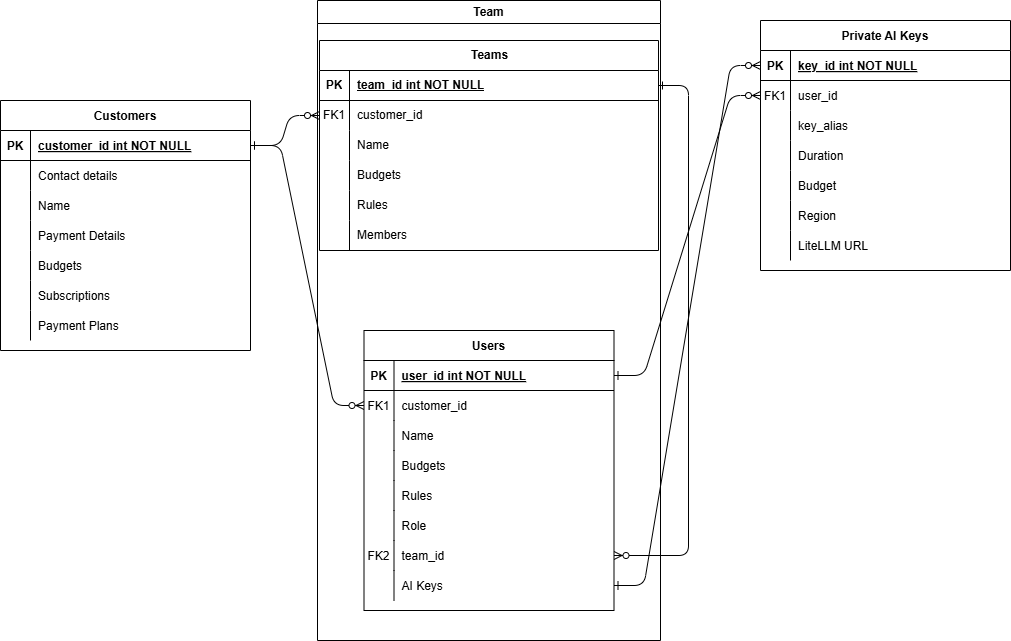 Team
Teams
PK team_id int NOT NULL
FK1 customer_id
Name
Budgets
Rules
Members
Private AI Keys
PK key_id int NOT NULL
FK1 user_id
key_alias
Duration
Budget
Region
LiteLLM URL
Customers
PK customer_id int NOT NULL
Contact details
Name
Payment Details
Budgets
Subscriptions
Payment Plans
Users
PK user_id int NOT NULL
FK1 customer_id
Name
Budgets
Rules
Role
FK2 team_id
AI Keys